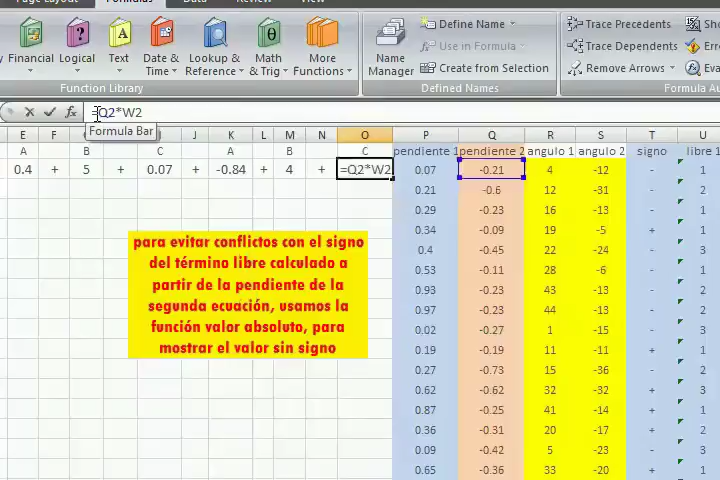 Formulas
Financial Logical Text Date & Time Lookup & Reference Math & Trig More Functions
Function Library
Name Manager
Define Name
Use in Formula
Create from Selection
Defined Names
Trace Precedents
Trace Dependents
Remove Arrows
Formula Au
=Q2*W2
Formula Bar
E F I K L M N O P Q R S T U
A B C A B C pendiente 1 pendiente 2 angulo 1 angulo 2 signo libre 1
0.4 + 5 + 0.07 + -0.84 + 4 + =Q2*W2 0.07 -0.21 4 -12 - 1
0.21 -0.6 12 -31 - 2
0.29 -0.23 16 -13 - 1
0.34 -0.09 19 -5 + 1
0.4 -0.45 22 -24 - 3
0.53 -0.11 28 -6 - 1
0.93 -0.23 43 -13 - 2
0.97 -0.23 44 -13 - 2
0.02 -0.27 1 -15 - 3
0.19 -0.19 11 -11 + 1
0.27 -0.73 15 -36 - 2
0.62 -0.62 32 -32 + 3
0.87 -0.25 41 -14 + 1
0.36 -0.31 20 -17 + 2
0.09 -0.42 5 -23 - 3
0.65 -0.36 33 -20 + 1
para evitar conflictos con el signo
del término libre calculado a
partir de la pendiente de la
segunda ecuación, usamos la
función valor absoluto, para
mostrar el valor sin signo